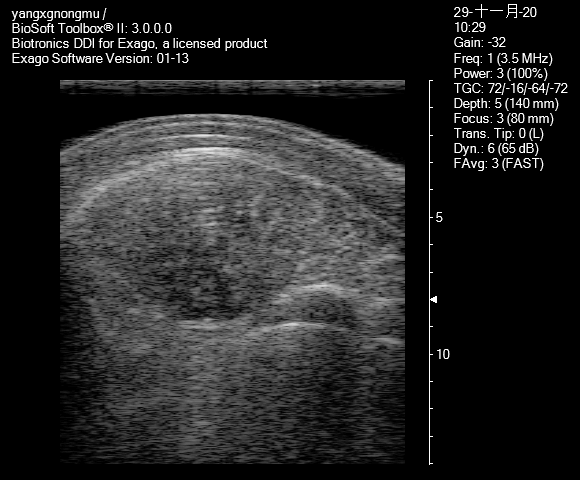 yangxgnongmu /
BioSoft Toolbox® II: 3.0.0.0
Biotronics DDI for Exago, a licensed product
Exago Software Version: 01-13
29-十一月-20
10:29
Gain: -32
Freq: 1 (3.5 MHz)
Power: 3 (100%)
TGC: 72/-16/-64/-72
Depth: 5 (140 mm)
Focus: 3 (80 mm)
Trans. Tip: 0 (L)
Dyn.: 6 (65 dB)
FAvg: 3 (FAST)
5
10